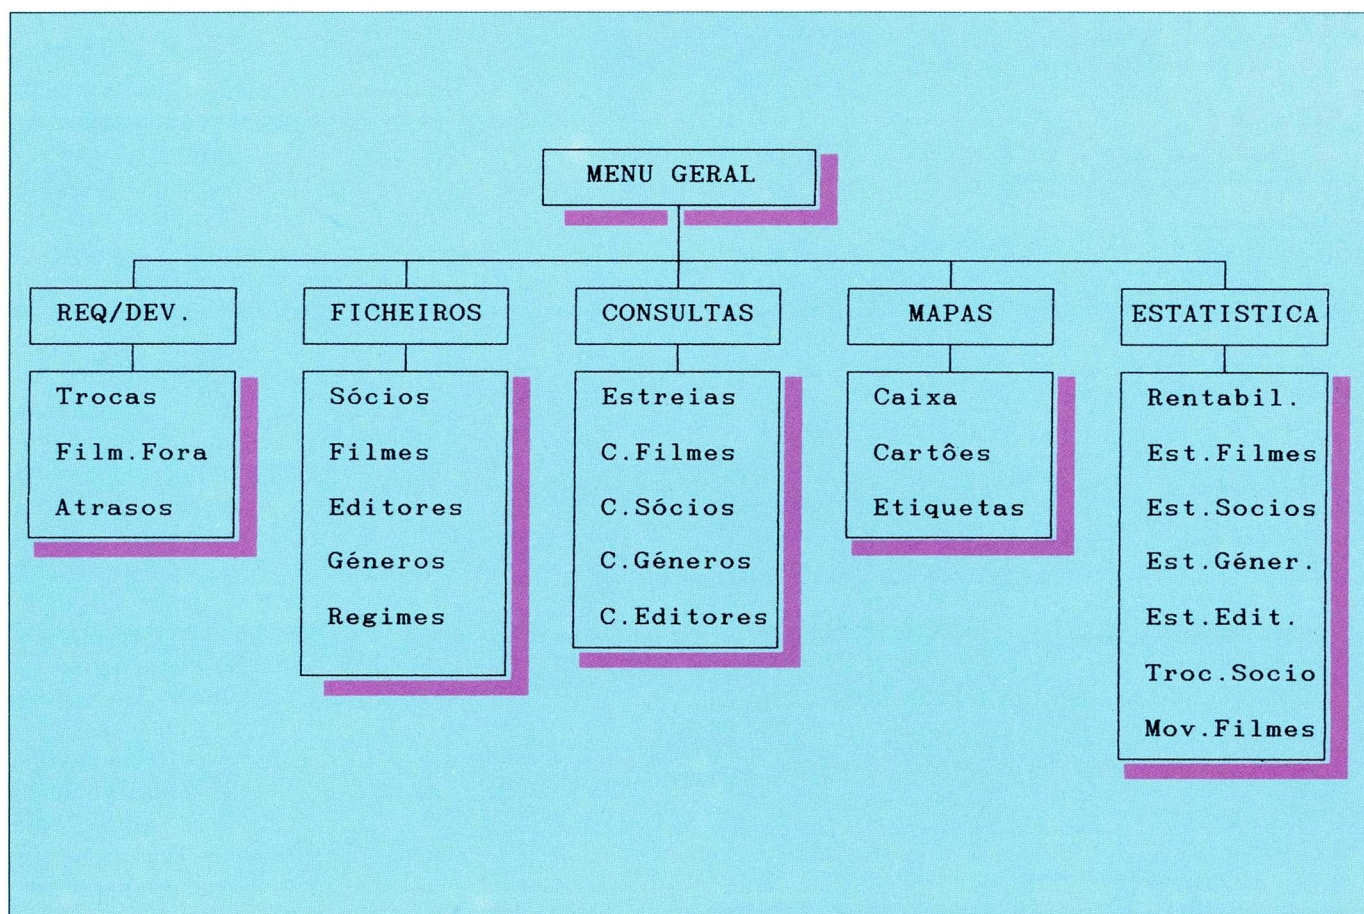 MENU GERAL
REQ/DEV.
Trocas
Film.Fora
Atrasos
FICHEIROS
Sócios
Filmes
Editores
Géneros
Regimes
CONSULTAS
Estreias
C.Filmes
C.Sócios
C.Géneros
C.Editores
MAPAS
Caixa
Cartôes
Etiquetas
ESTATISTICA
Rentabil.
Est.Filmes
Est.Socios
Est.Géner.
Est.Edit.
Troc.Socio
Mov.Filmes